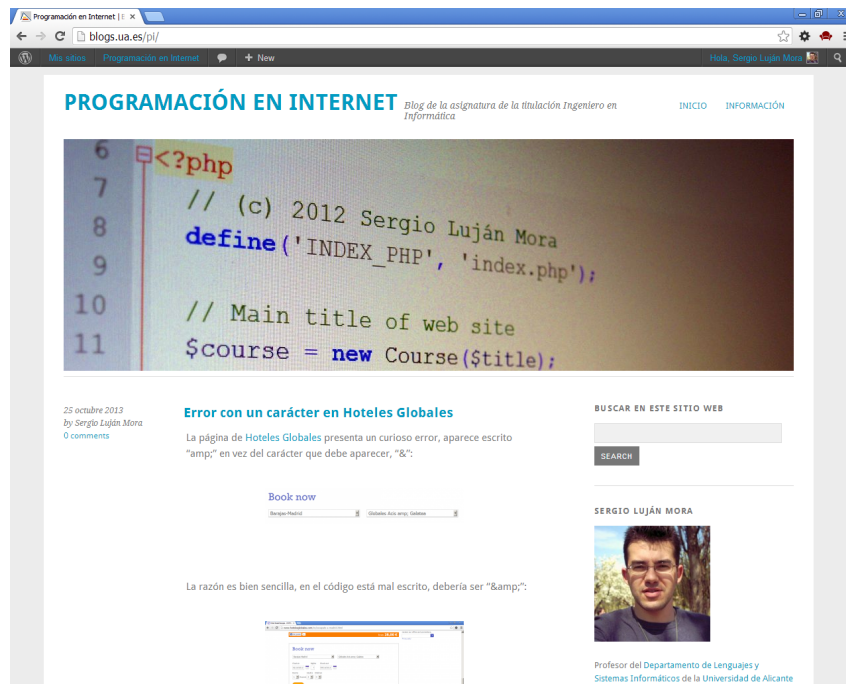 Programación en Internet | E
blogs.ua.es/pi/
Mis sitios Programación en Internet + New Hola, Sergio Luján Mora
PROGRAMACIÓN EN INTERNET
Blog de la asignatura de la titulación Ingeniero en
Informática
INICIO INFORMACIÓN
6 <?php
7 // (c) 2012 Sergio Luján Mora
8 define('INDEX_PHP', 'index.php');
9
10 // Main title of web site
11 $course = new Course($title);
25 octubre 2013
by Sergio Luján Mora
0 comments
Error con un carácter en Hoteles Globales
La página de Hoteles Globales presenta un curioso error, aparece escrito
“amp;” en vez del carácter que debe aparecer, “&”:
Book now
Barajas-Madrid Globales Acis amp; Galatea
La razón es bien sencilla, en el código está mal escrito, debería ser “&amp;”:
Book now
BUSCAR EN ESTE SITIO WEB
SEARCH
SERGIO LUJÁN MORA
Profesor del Departamento de Lenguajes y
Sistemas Informáticos de la Universidad de Alicante